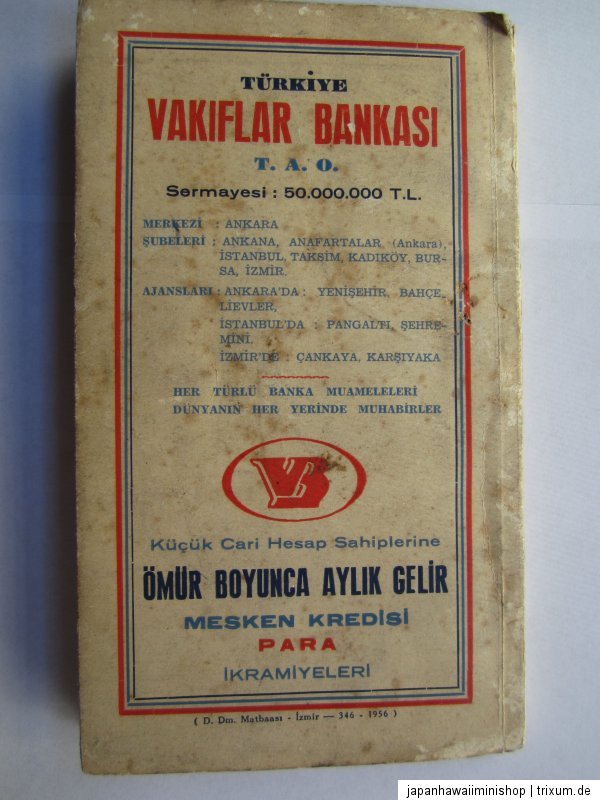 TÜRKİYE
VAKIFLAR BANKASI
T. A. O.
Sermayesi : 50.000.000 T.L.
MERKEZİ : ANKARA
ŞUBELERİ : ANKANA, ANAFARTALAR (Ankara),
İSTANBUL, TAKSİM, KADIKÖY, BUR-
SA, İZMİR.
AJANSLARI : ANKARA'DA : YENİŞEHİR, BAHÇE,
LİEVLER,
İSTANBUL'DA : PANGALTI, ŞEHRE-
MİNİ.
İZMİR'DE : ÇANKAYA, KARŞIYAKA
HER TÜRLÜ BANKA MUAMELELERİ
DÜNYANIN HER YERİNDE MUHABİRLER
VB
Küçük Cari Hesap Sahiplerine
ÖMÜR BOYUNCA AYLIK GELİR
MESKEN KREDİSİ
PARA
İKRAMİYELERİ
( D. Dm. Matbaası - İzmir — 346 - 1956 )
japanhawaiiminishop | trixum.de